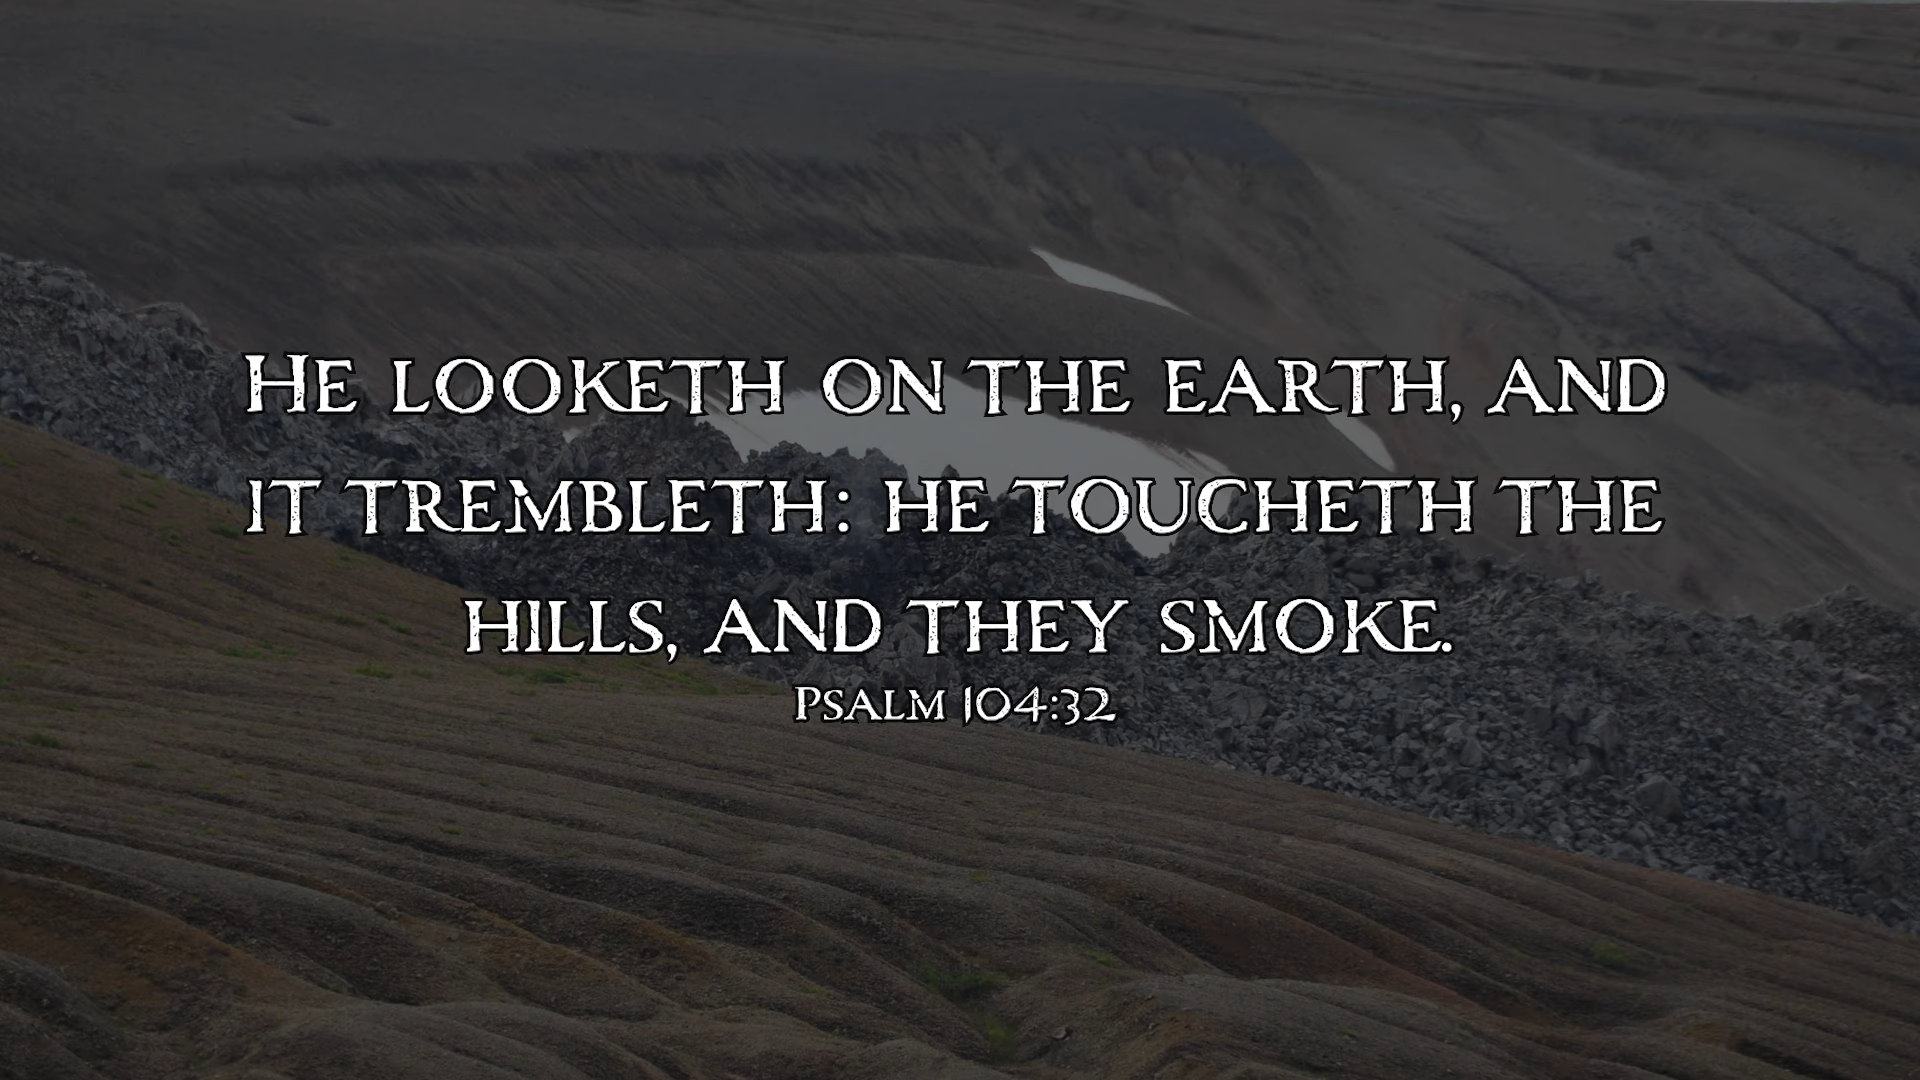 He looketh on the earth, and
it trembleth: he toucheth the
hills, and they smoke.
Psalm 104:32